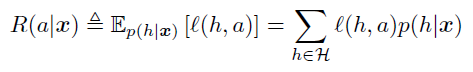 R(a|x) ≜ 𝔼_{p(h|x)} [ℓ(h, a)] = ∑_{h∈ℋ} ℓ(h, a)p(h|x)